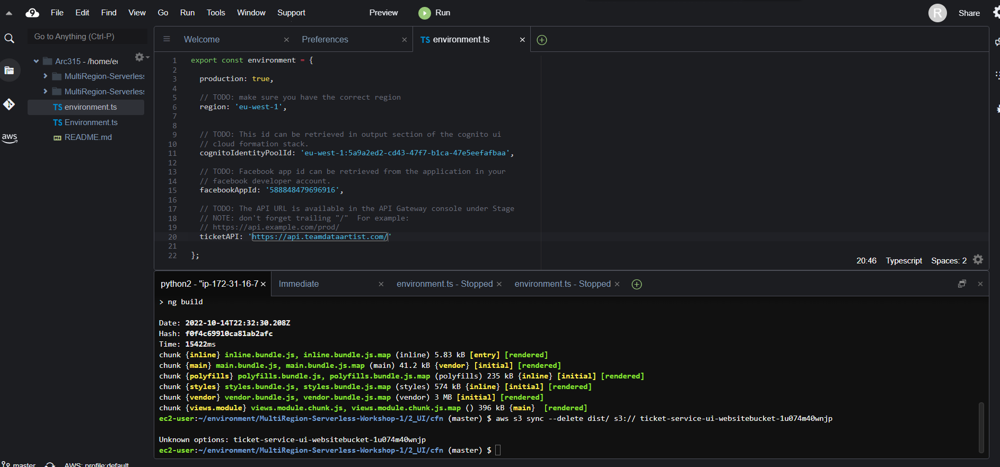 File Edit Find View Go Run Tools Window Support Preview Run R Share
Go to Anything (Ctrl-P)
Arc315 - /home/ec
MultiRegion-Serverless
MultiRegion-Serverless
TS environment.ts
TS Environment.ts
README.md
aws
Welcome × Preferences × TS environment.ts ×
1 export const environment = {
2
3 production: true,
4
5 // TODO: make sure you have the correct region
6 region: 'eu-west-1',
7
8
9 // TODO: This id can be retrieved in output section of the cognito ui
10 // cloud formation stack.
11 cognitoIdentityPoolId: 'eu-west-1:5a9a2ed2-cd43-47f7-b1ca-47e5eefafbaa',
12
13 // TODO: Facebook app id can be retrieved from the application in your
14 // facebook developer account.
15 facebookAppId: '588848479696916',
16
17 // TODO: The API URL is available in the API Gateway console under Stage
18 // NOTE: don't forget trailing "/"  For example:
19 // https://api.example.com/prod/
20 ticketAPI: 'https://api.teamdataartist.com/'
21
22 };
20:46 Typescript Spaces: 2
python2 - "ip-172-31-16-7 × Immediate × environment.ts - Stopped × environment.ts - Stopped ×
> ng build
Date: 2022-10-14T22:32:30.208Z
Hash: f0f4c69910ca81ab2afc
Time: 15422ms
chunk {inline} inline.bundle.js, inline.bundle.js.map (inline) 5.83 kB [entry] [rendered]
chunk {main} main.bundle.js, main.bundle.js.map (main) 41.2 kB {vendor} [initial] [rendered]
chunk {polyfills} polyfills.bundle.js, polyfills.bundle.js.map (polyfills) 235 kB {inline} [initial] [rendered]
chunk {styles} styles.bundle.js, styles.bundle.js.map (styles) 574 kB {inline} [initial] [rendered]
chunk {vendor} vendor.bundle.js, vendor.bundle.js.map (vendor) 3 MB [initial] [rendered]
chunk {views.module} views.module.chunk.js, views.module.chunk.js.map () 396 kB {main}  [rendered]
ec2-user:~/environment/MultiRegion-Serverless-Workshop-1/2_UI/cfn (master) $ aws s3 sync --delete dist/ s3:// ticket-service-ui-websitebucket-1u074m40wnjp
Unknown options: ticket-service-ui-websitebucket-1u074m40wnjp
ec2-user:~/environment/MultiRegion-Serverless-Workshop-1/2_UI/cfn (master) $
master AWS: profile:default